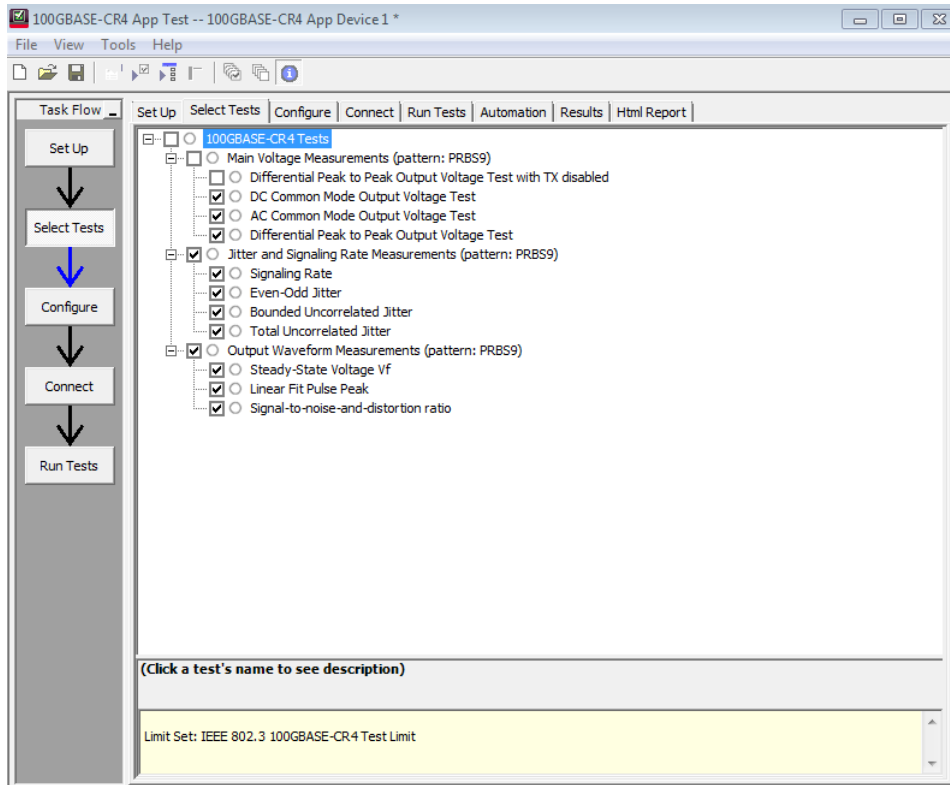 100GBASE-CR4 App Test -- 100GBASE-CR4 App Device1 *
File View Tools Help
Task Flow
Set Up
Select Tests
Configure
Connect
Run Tests
Set Up Select Tests Configure Connect Run Tests Automation Results Html Report
100GBASE-CR4 Tests
Main Voltage Measurements (pattern: PRBS9)
Differential Peak to Peak Output Voltage Test with TX disabled
DC Common Mode Output Voltage Test
AC Common Mode Output Voltage Test
Differential Peak to Peak Output Voltage Test
Jitter and Signaling Rate Measurements (pattern: PRBS9)
Signaling Rate
Even-Odd Jitter
Bounded Uncorrelated Jitter
Total Uncorrelated Jitter
Output Waveform Measurements (pattern: PRBS9)
Steady-State Voltage Vf
Linear Fit Pulse Peak
Signal-to-noise-and-distortion ratio
(Click a test's name to see description)
Limit Set: IEEE 802.3 100GBASE-CR4 Test Limit